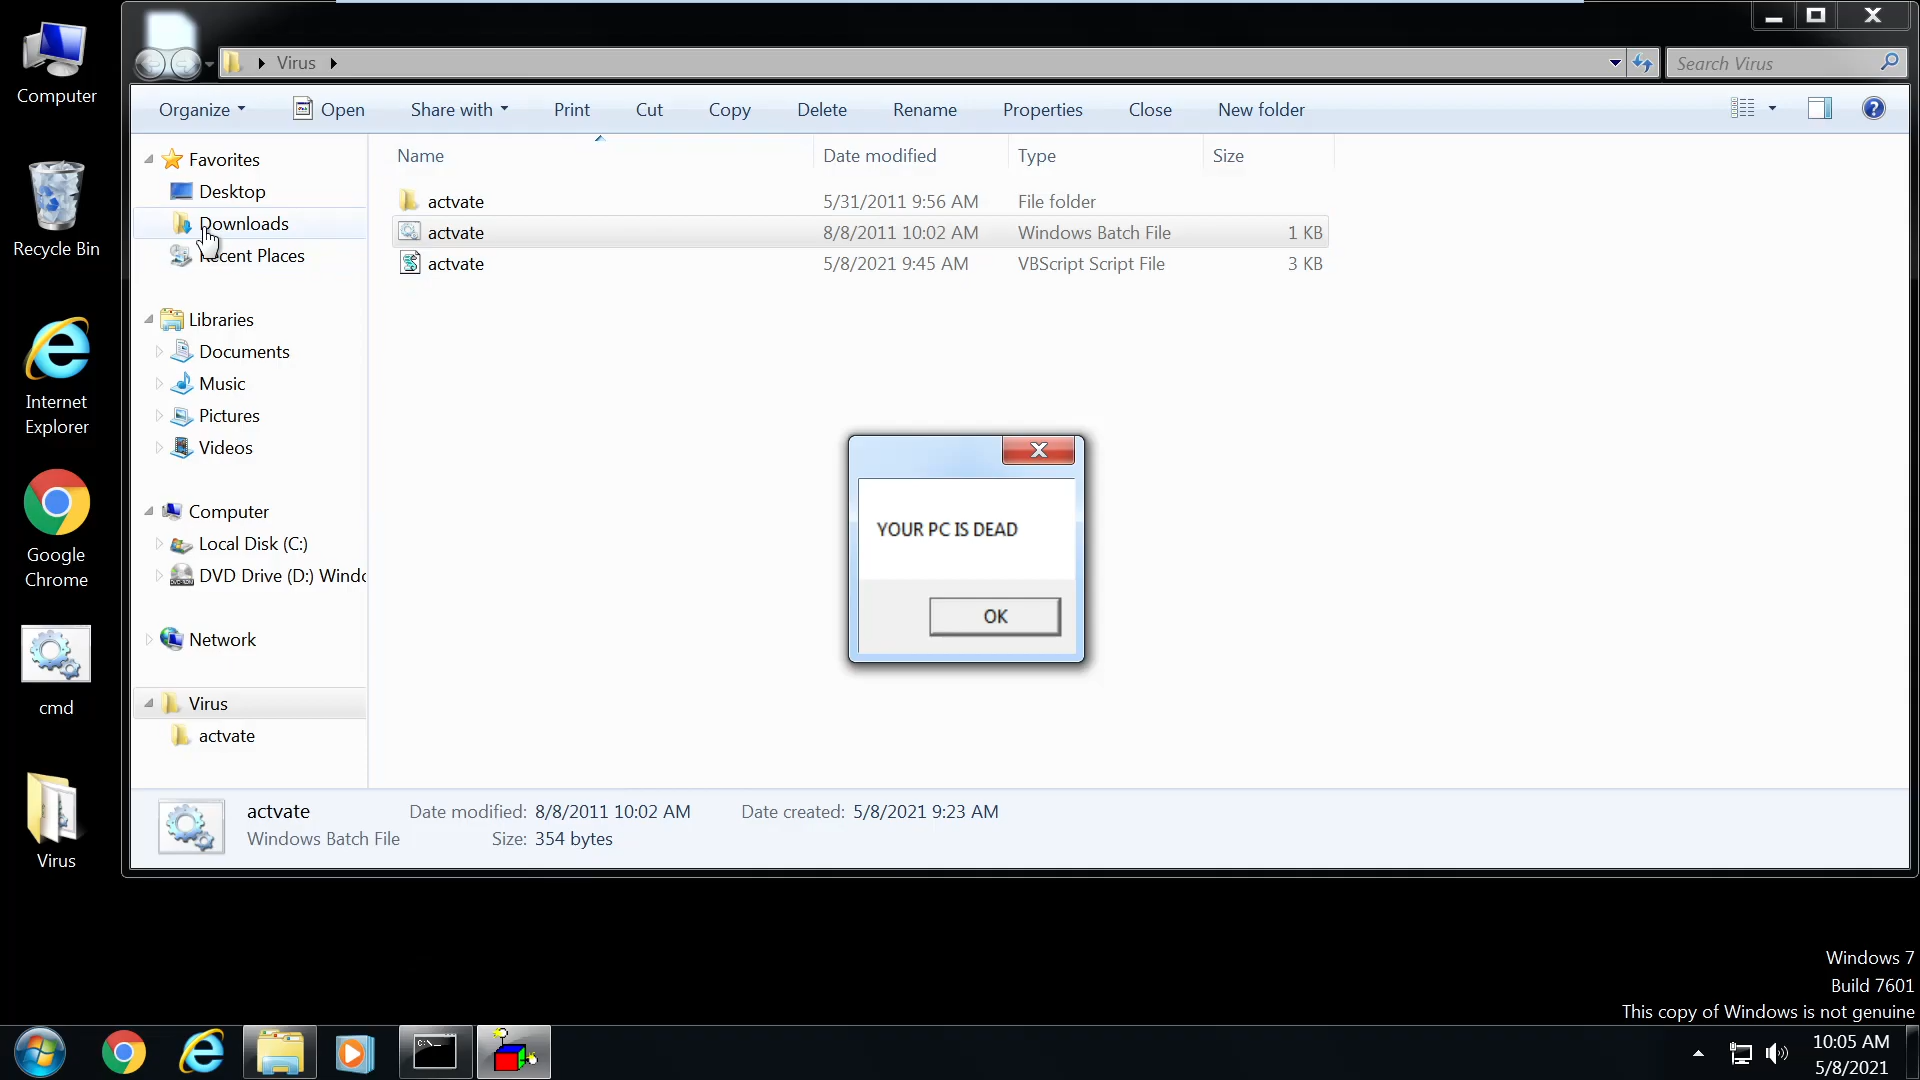 Computer
Recycle Bin
Internet
Explorer
Google
Chrome
cmd
Virus
Virus
Search Virus
Organize
Open
Share with
Print
Cut
Copy
Delete
Rename
Properties
Close
New folder
Favorites
Desktop
Downloads
Recent Places
Libraries
Documents
Music
Pictures
Videos
Computer
Local Disk (C:)
DVD Drive (D:) Windo
Network
Virus
actvate
Name Date modified Type Size
actvate 5/31/2011 9:56 AM File folder
actvate 8/8/2011 10:02 AM Windows Batch File 1 KB
actvate 5/8/2021 9:45 AM VBScript Script File 3 KB
YOUR PC IS DEAD
OK
actvate Date modified: 8/8/2011 10:02 AM Date created: 5/8/2021 9:23 AM
Windows Batch File Size: 354 bytes
Windows 7
Build 7601
This copy of Windows is not genuine
C:\_
10:05 AM
5/8/2021